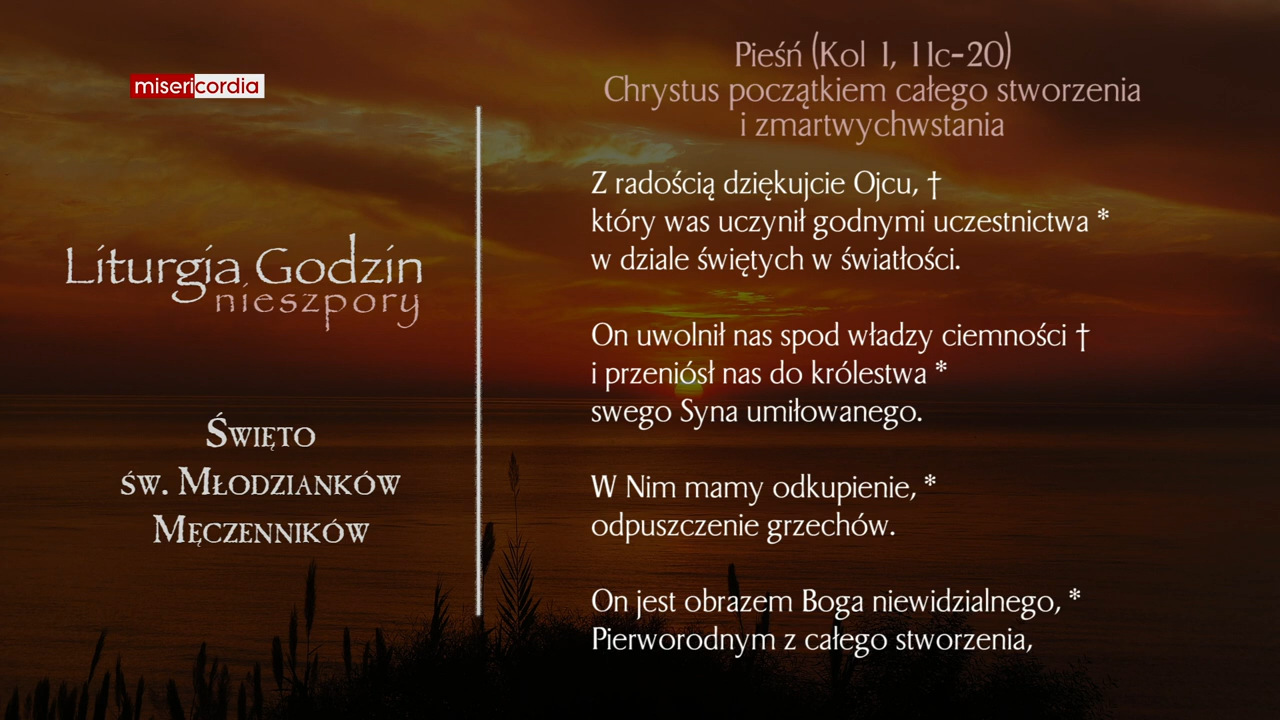 misericordia
Liturgia Godzin
nieszpory
Święto
św. Młodzianków
Męczenników
Pieśń (Kol 1, 11c-20)
Chrystus początkiem całego stworzenia
i zmartwychwstania
Z radością dziękujcie Ojcu, †
który was uczynił godnymi uczestnictwa *
w dziale świętych w światłości.
On uwolnił nas spod władzy ciemności †
i przeniósł nas do królestwa *
swego Syna umiłowanego.
W Nim mamy odkupienie, *
odpuszczenie grzechów.
On jest obrazem Boga niewidzialnego, *
Pierworodnym z całego stworzenia,